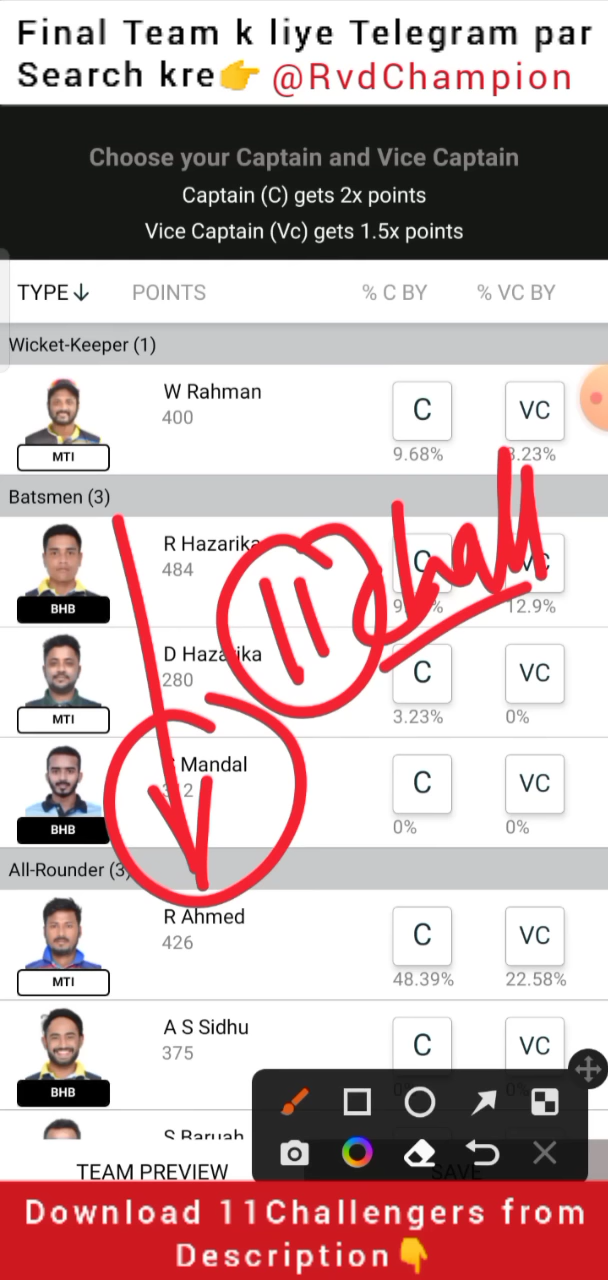 Final Team k liye Telegram par
Search kre👉 @RvdChampion
Choose your Captain and Vice Captain
Captain (C) gets 2x points
Vice Captain (Vc) gets 1.5x points
TYPE↓ POINTS % C BY % VC BY
Wicket-Keeper (1)
W Rahman
400
C VC
MTI
9.68%
Batsmen (3)
R Hazarika
484
C VC
BHB
12.9%
D Hazarika
280
C VC
MTI
3.23% 0%
Mandal
C VC
BHB
0% 0%
All-Rounder (3)
R Ahmed
426
C VC
MTI
48.39% 22.58%
A S Sidhu
375
C VC
BHB
S Baruah
TEAM PREVIEW SAVE
Download 11Challengers from
Description👇